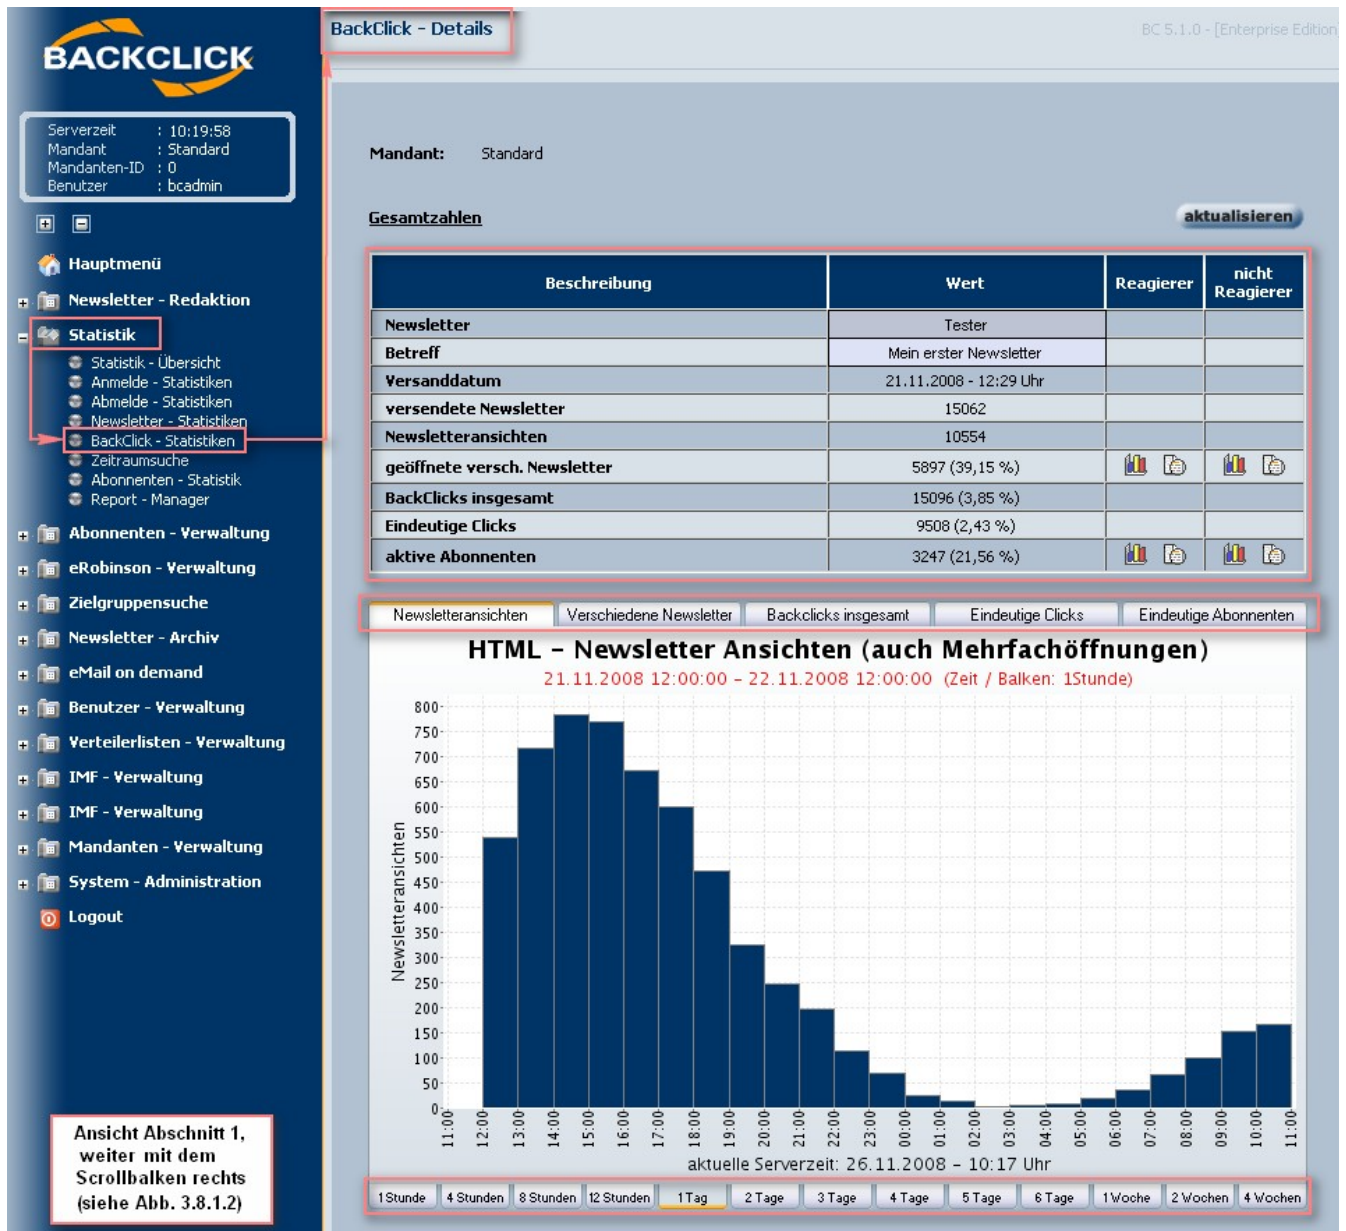 BACKCLICK
BackClick - Details
BC 5.1.0 - [Enterprise Edition]
Serverzeit : 10:19:58
Mandant : Standard
Mandanten-ID : 0
Benutzer : bcadmin
Hauptmenü
Newsletter - Redaktion
Statistik
Statistik - Übersicht
Anmelde - Statistiken
Abmelde - Statistiken
Newsletter - Statistiken
BackClick - Statistiken
Zeitraumsuche
Abonnenten - Statistik
Report - Manager
Abonnenten - Verwaltung
eRobinson - Verwaltung
Zielgruppensuche
Newsletter - Archiv
eMail on demand
Benutzer - Verwaltung
Verteilerlisten - Verwaltung
IMF - Verwaltung
IMF - Verwaltung
Mandanten - Verwaltung
System - Administration
Logout
Ansicht Abschnitt 1,
weiter mit dem
Scrollbalken rechts
(siehe Abb. 3.8.1.2)
Mandant: Standard
Gesamtzahlen
aktualisieren
Beschreibung Wert Reagierer nicht Reagierer
Newsletter Tester
Betreff Mein erster Newsletter
Versanddatum 21.11.2008 - 12:29 Uhr
versendete Newsletter 15062
Newsletteransichten 10554
geöffnete versch. Newsletter 5897 (39,15 %)
BackClicks insgesamt 15096 (3,85 %)
Eindeutige Clicks 9508 (2,43 %)
aktive Abonnenten 3247 (21,56 %)
Newsletteransichten Verschiedene Newsletter Backclicks insgesamt Eindeutige Clicks Eindeutige Abonnenten
HTML - Newsletter Ansichten (auch Mehrfachöffnungen)
21.11.2008 12:00:00 - 22.11.2008 12:00:00 (Zeit / Balken: 1Stunde)
Newsletteransichten
800
750
700
650
600
550
500
450
400
350
300
250
200
150
100
50
0
11:00 12:00 13:00 14:00 15:00 16:00 17:00 18:00 19:00 20:00 21:00 22:00 23:00 00:00 01:00 02:00 03:00 04:00 05:00 06:00 07:00 08:00 09:00 10:00 11:00
aktuelle Serverzeit: 26.11.2008 - 10:17 Uhr
1 Stunde 4 Stunden 8 Stunden 12 Stunden 1 Tag 2 Tage 3 Tage 4 Tage 5 Tage 6 Tage 1 Woche 2 Wochen 4 Wochen